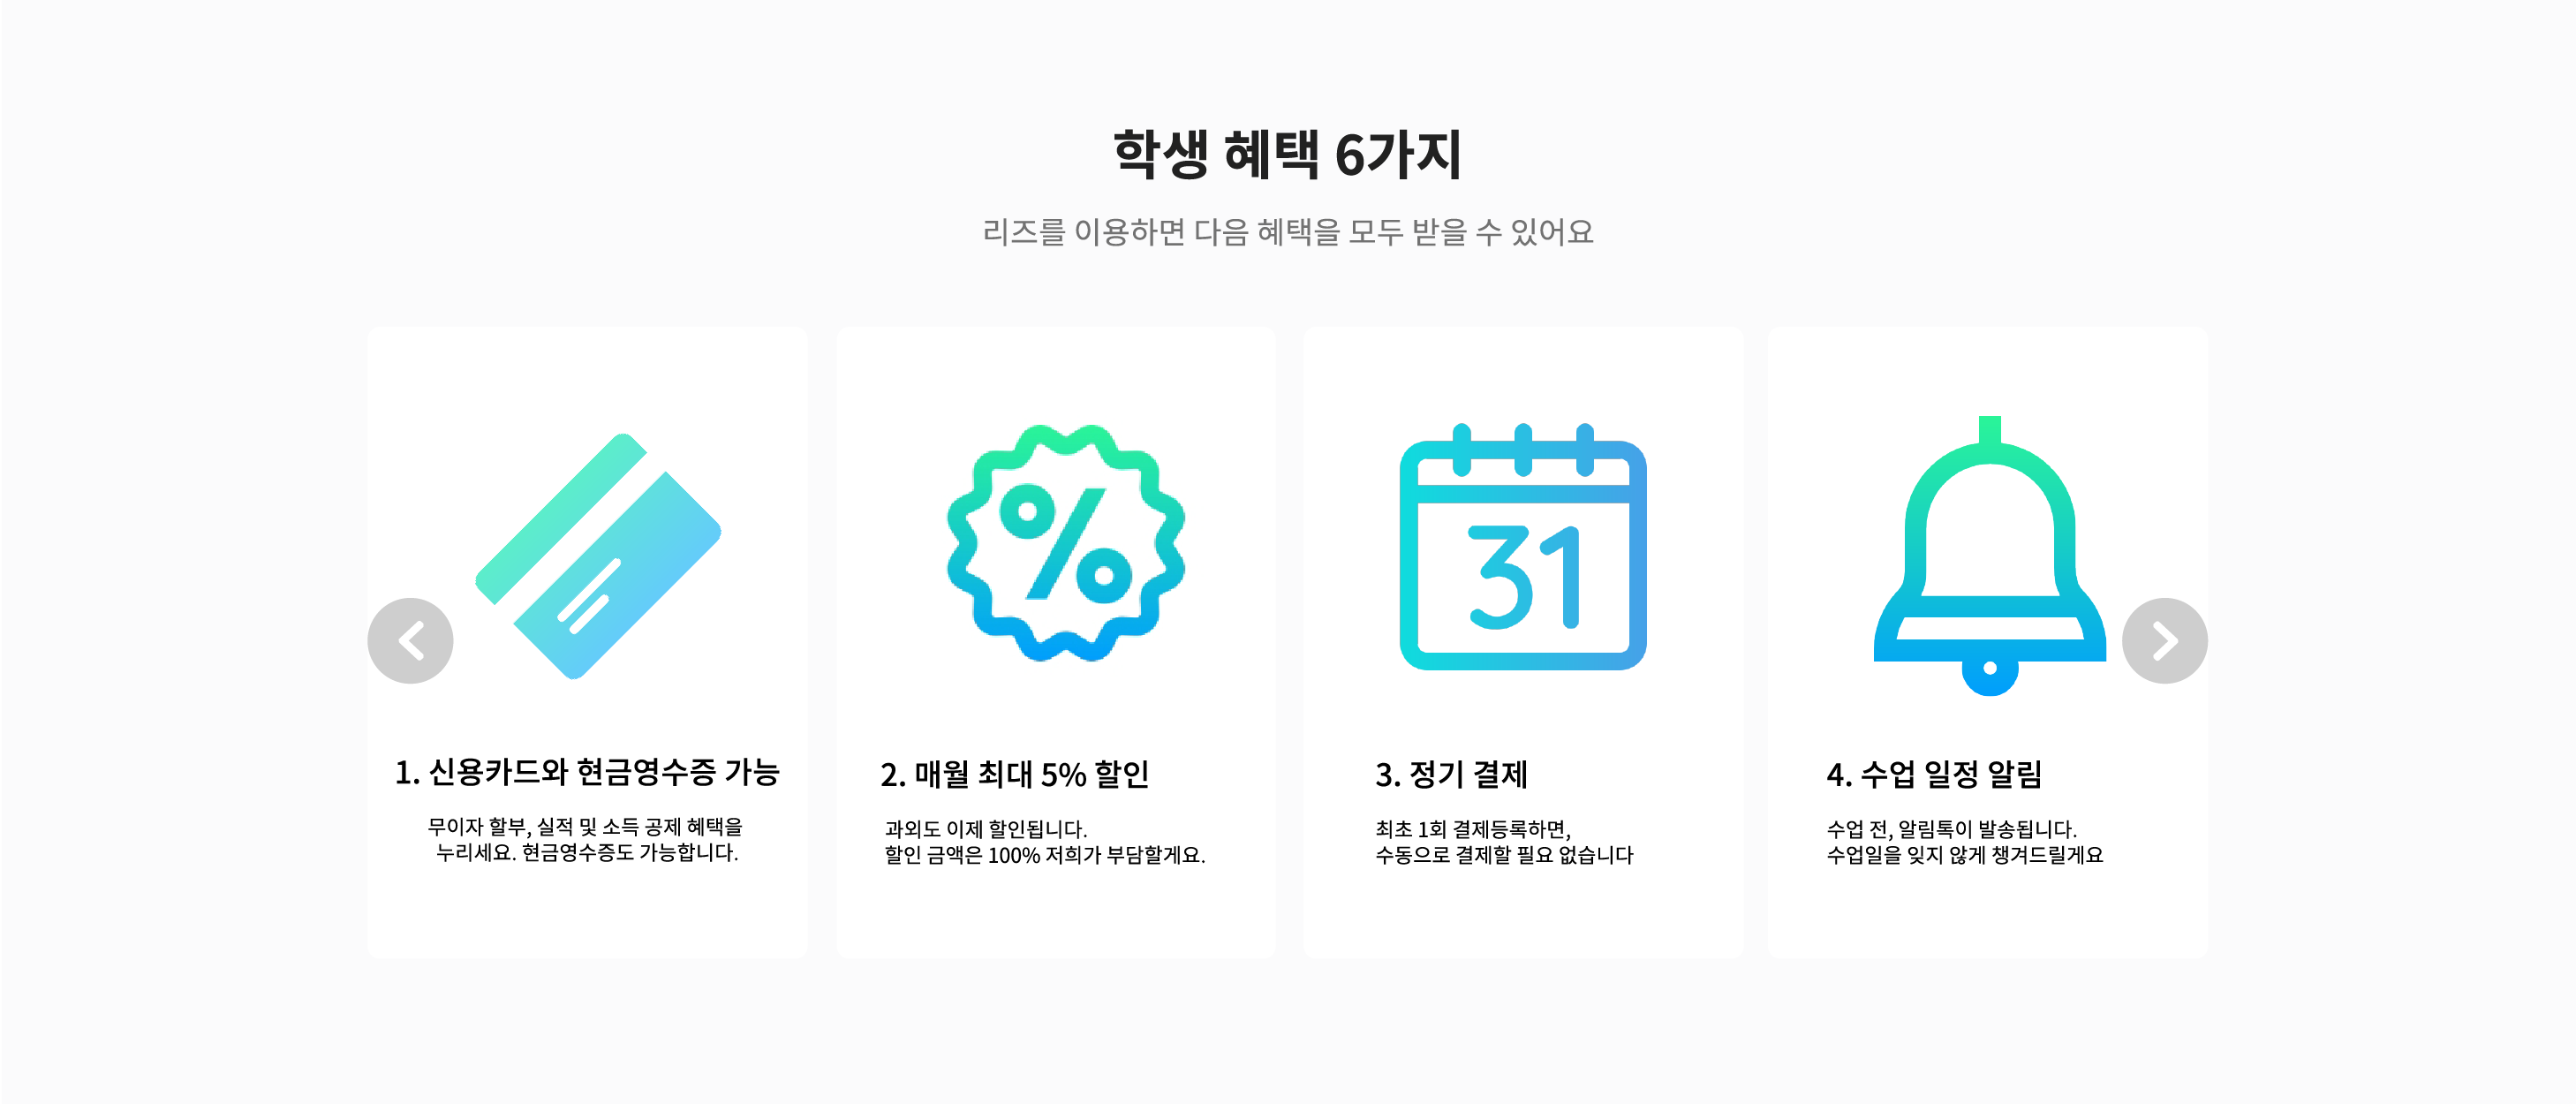 학생 혜택 6가지
리즈를 이용하면 다음 혜택을 모두 받을 수 있어요
%
31
1. 신용카드와 현금영수증 가능
무이자 할부, 실적 및 소득 공제 혜택을
누리세요. 현금영수증도 가능합니다.
2. 매월 최대 5% 할인
과외도 이제 할인됩니다.
할인 금액은 100% 저희가 부담할게요.
3. 정기 결제
최초 1회 결제등록하면,
수동으로 결제할 필요 없습니다
4. 수업 일정 알림
수업 전, 알림톡이 발송됩니다.
수업일을 잊지 않게 챙겨드릴게요